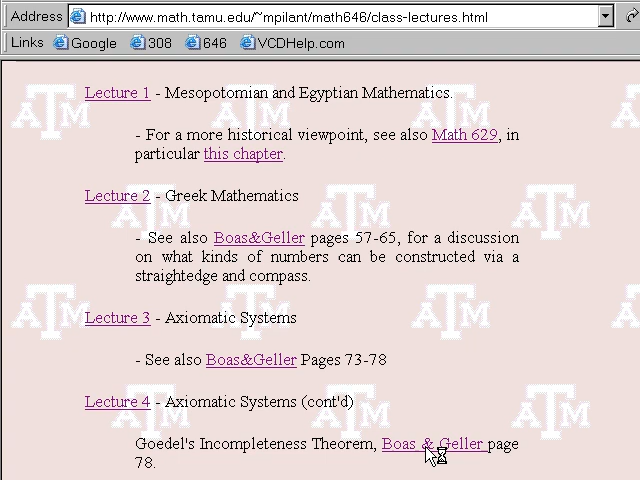 Address http://www.math.tamu.edu/~mpilant/math646/class-lectures.html
Links Google 308 646 VCDHelp.com
Lecture 1 - Mesopotomian and Egyptian Mathematics.
- For a more historical viewpoint, see also Math 629, in
particular this chapter.
Lecture 2 - Greek Mathematics
- See also Boas&Geller pages 57-65, for a discussion
on what kinds of numbers can be constructed via a
straightedge and compass.
Lecture 3 - Axiomatic Systems
- See also Boas&Geller Pages 73-78
Lecture 4 - Axiomatic Systems (cont'd)
Goedel's Incompleteness Theorem, Boas & Geller page
78.